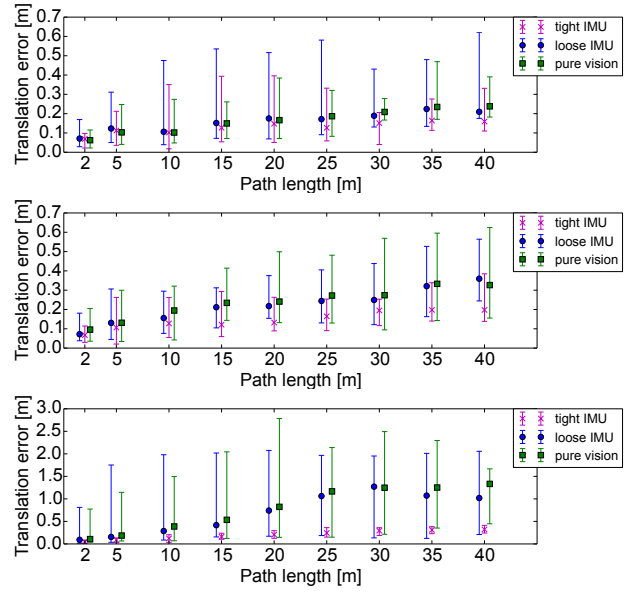 Translation error [m]
0.7
0.6
0.5
0.4
0.3
0.2
0.1
0.0
2 5 10 15 20 25 30 35 40
Path length [m]
tight IMU
loose IMU
pure vision
Translation error [m]
0.7
0.6
0.5
0.4
0.3
0.2
0.1
0.0
2 5 10 15 20 25 30 35 40
Path length [m]
tight IMU
loose IMU
pure vision
Translation error [m]
3.0
2.5
2.0
1.5
1.0
0.5
0.0
2 5 10 15 20 25 30 35 40
Path length [m]
tight IMU
loose IMU
pure vision